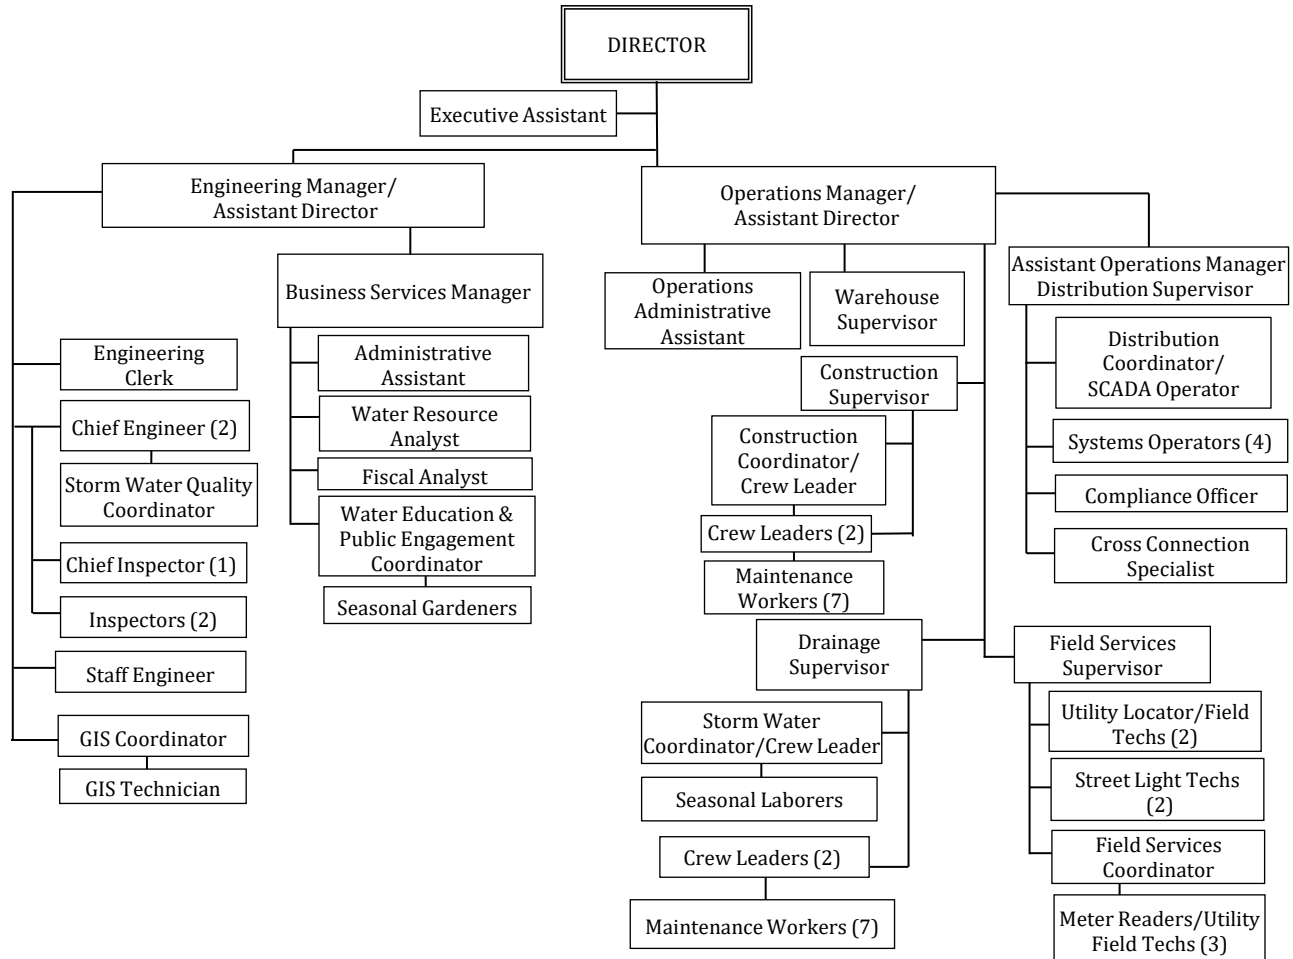 DIRECTOR
Executive Assistant
Engineering Manager/
Assistant Director
Operations Manager/
Assistant Director
Business Services Manager
Operations
Administrative
Assistant
Warehouse
Supervisor
Assistant Operations Manager
Distribution Supervisor
Engineering
Clerk
Chief Engineer (2)
Storm Water Quality
Coordinator
Chief Inspector (1)
Inspectors (2)
Staff Engineer
GIS Coordinator
GIS Technician
Administrative
Assistant
Water Resource
Analyst
Fiscal Analyst
Water Education &
Public Engagement
Coordinator
Seasonal Gardeners
Construction
Supervisor
Construction
Coordinator/
Crew Leader
Crew Leaders (2)
Maintenance
Workers (7)
Drainage
Supervisor
Storm Water
Coordinator/Crew Leader
Seasonal Laborers
Crew Leaders (2)
Maintenance Workers (7)
Distribution
Coordinator/
SCADA Operator
Systems Operators (4)
Compliance Officer
Cross Connection
Specialist
Field Services
Supervisor
Utility Locator/Field
Techs (2)
Street Light Techs
(2)
Field Services
Coordinator
Meter Readers/Utility
Field Techs (3)